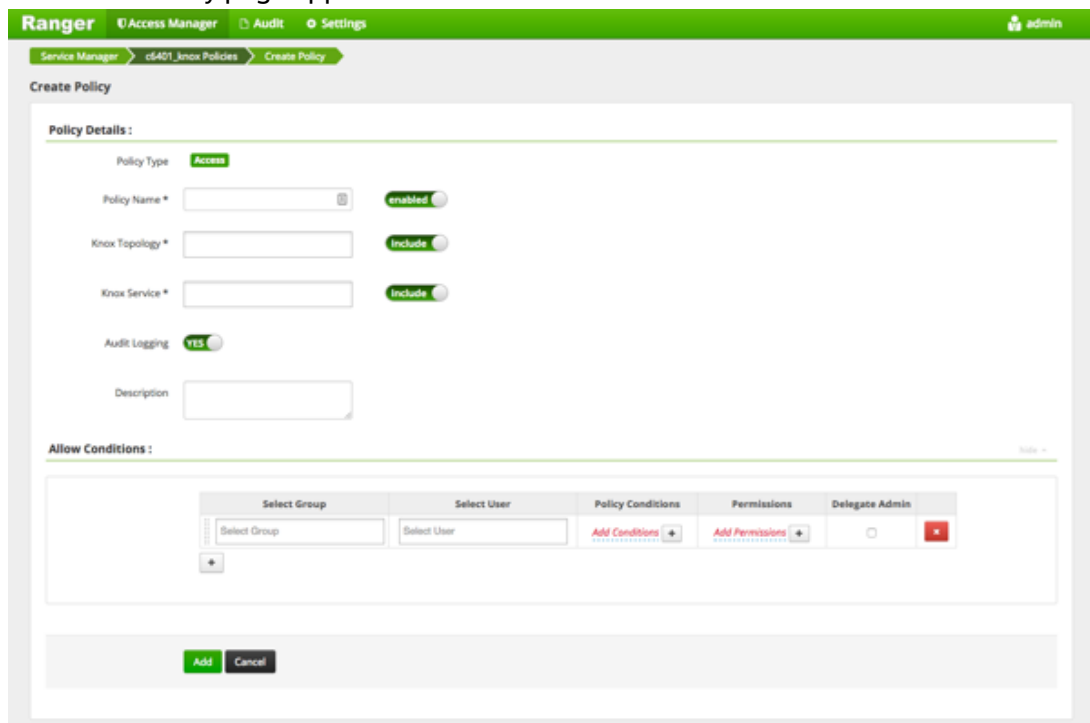 Ranger Access Manager Audit Settings admin
Service Manager c6401_knox Policies Create Policy
Create Policy
Policy Details :
Policy Type Access
Policy Name * enabled
Knox Topology * Include
Knox Service * Include
Audit Logging YES
Description
Allow Conditions :
Select Group Select User Policy Conditions Permissions Delegate Admin
Select Group Select User Add Conditions + Add Permissions +
+
Add Cancel